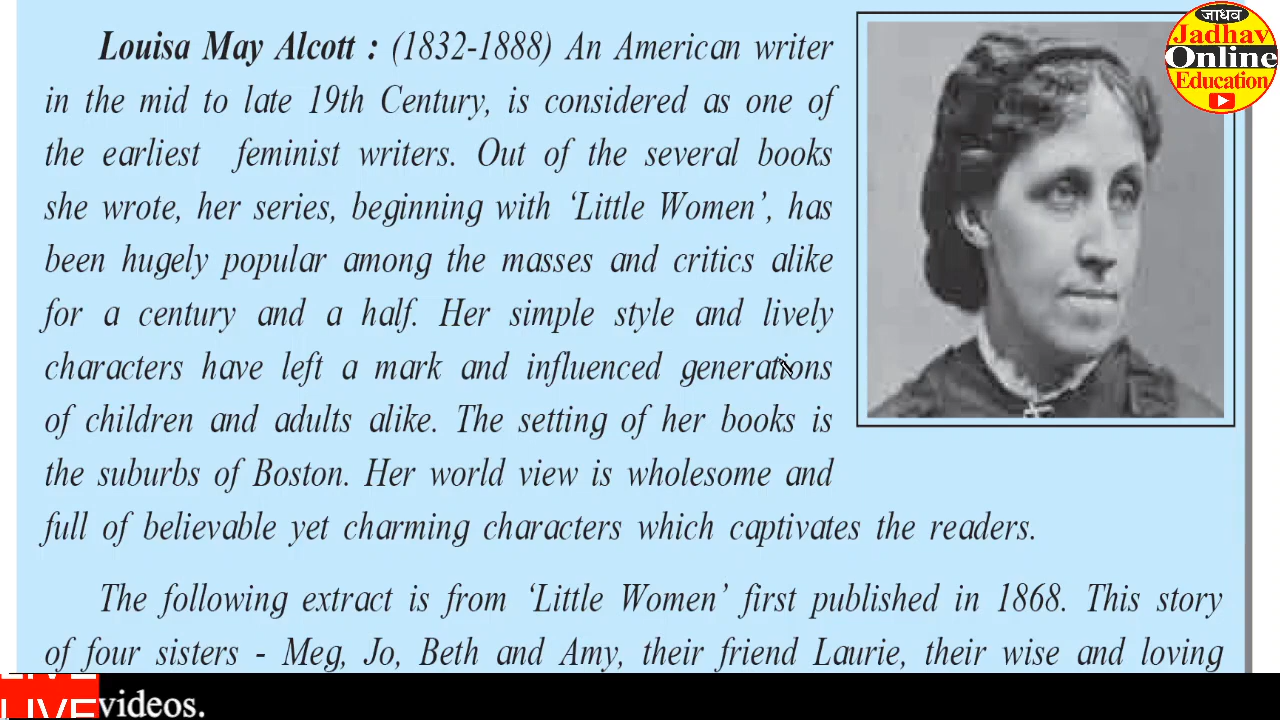 Louisa May Alcott : (1832-1888) An American writer
in the mid to late 19th Century, is considered as one of
the earliest feminist writers. Out of the several books
she wrote, her series, beginning with ‘Little Women’, has
been hugely popular among the masses and critics alike
for a century and a half. Her simple style and lively
characters have left a mark and influenced generations
of children and adults alike. The setting of her books is
the suburbs of Boston. Her world view is wholesome and
full of believable yet charming characters which captivates the readers.
The following extract is from ‘Little Women’ first published in 1868. This story
of four sisters - Meg, Jo, Beth and Amy, their friend Laurie, their wise and loving
जाधव
Jadhav
Online
Education
LIVE
LIVE
videos.